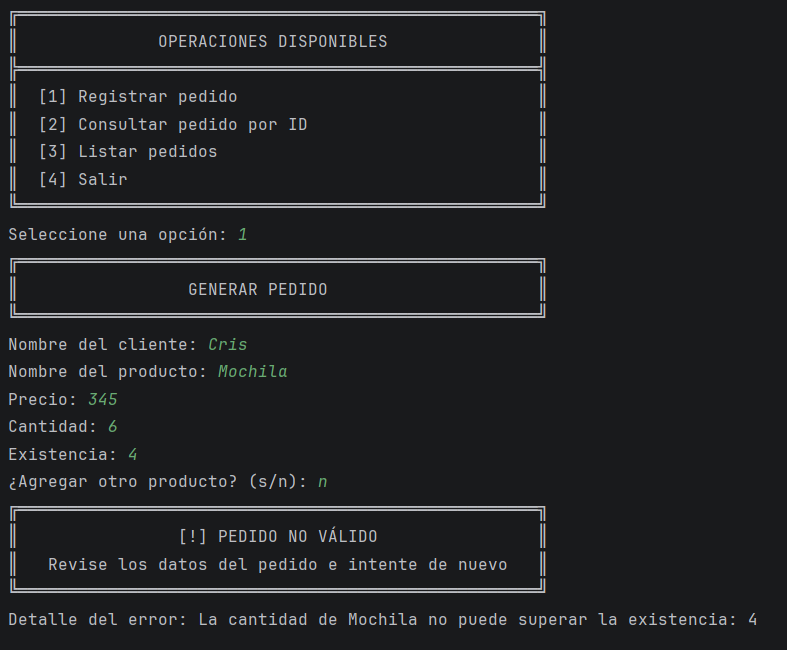 OPERACIONES DISPONIBLES
[1] Registrar pedido
[2] Consultar pedido por ID
[3] Listar pedidos
[4] Salir
Seleccione una opción: 1
GENERAR PEDIDO
Nombre del cliente: Cris
Nombre del producto: Mochila
Precio: 345
Cantidad: 6
Existencia: 4
¿Agregar otro producto? (s/n): n
[!] PEDIDO NO VÁLIDO
Revise los datos del pedido e intente de nuevo
Detalle del error: La cantidad de Mochila no puede superar la existencia: 4